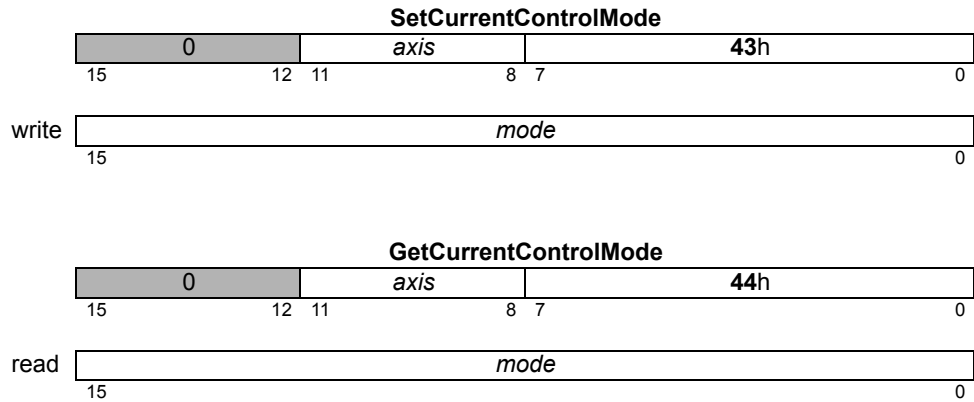 SetCurrentControlMode
0 axis 43h
15 12 11 8 7 0
write mode
15 0
GetCurrentControlMode
0 axis 44h
15 12 11 8 7 0
read mode
15 0